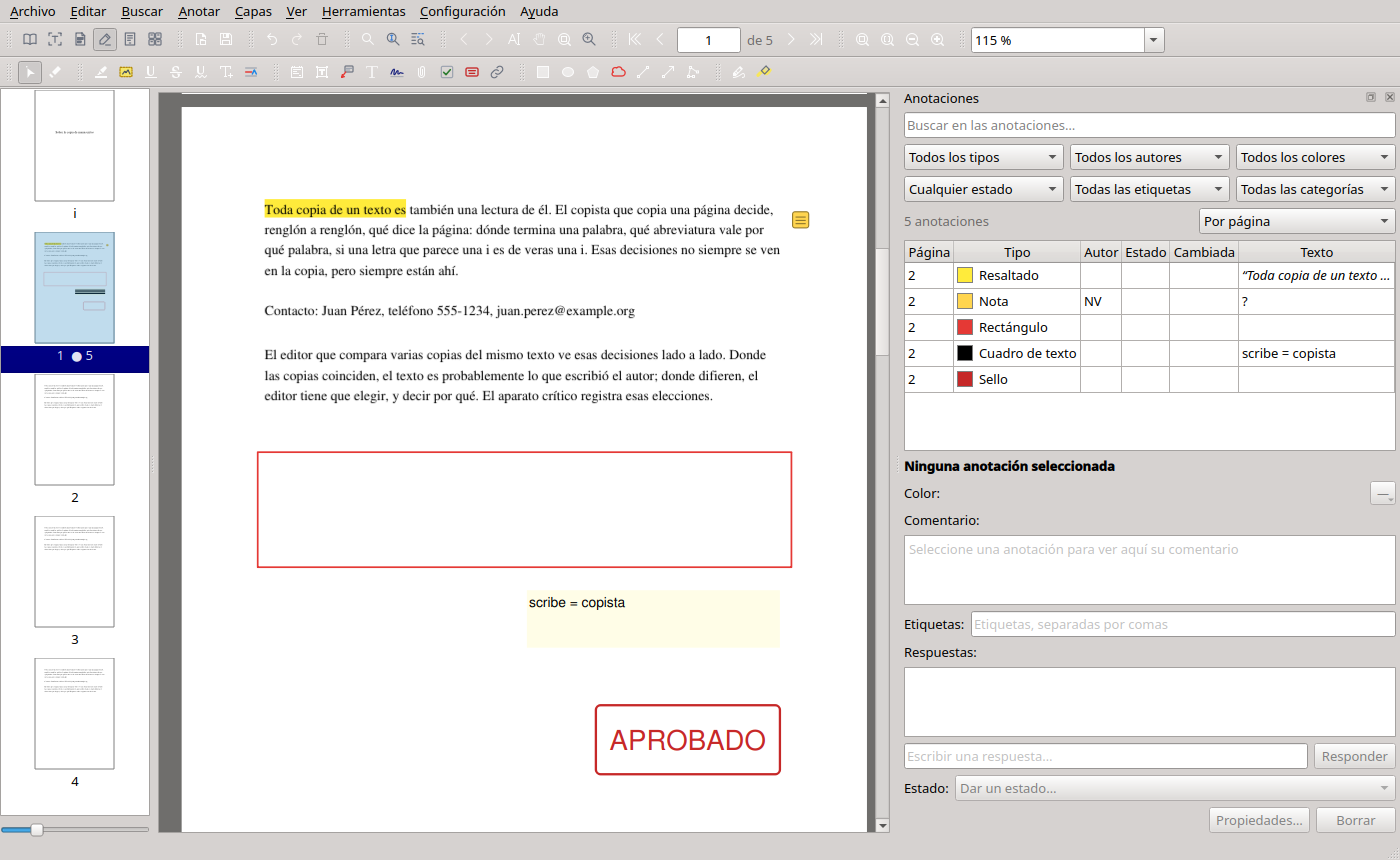 Archivo Editar Buscar Anotar Capas Ver Herramientas Configuración Ayuda
1 de 5 115 %
Anotaciones
Buscar en las anotaciones...
Todos los tipos Todos los autores Todos los colores
Cualquier estado Todas las etiquetas Todas las categorías
5 anotaciones Por página
Página Tipo Autor Estado Cambiada Texto
2 Resaltado “Toda copia de un texto ...
2 Nota NV ?
2 Rectángulo
2 Cuadro de texto scribe = copista
2 Sello
Ninguna anotación seleccionada
Color:
Comentario:
Seleccione una anotación para ver aquí su comentario
Etiquetas: Etiquetas, separadas por comas
Respuestas:
Escribir una respuesta... Responder
Estado: Dar un estado...
Propiedades... Borrar
i
1 5
2
3
4
Toda copia de un texto es también una lectura de él. El copista que copia una página decide,
renglón a renglón, qué dice la página: dónde termina una palabra, qué abreviatura vale por
qué palabra, si una letra que parece una i es de veras una i. Esas decisiones no siempre se ven
en la copia, pero siempre están ahí.
Contacto: Juan Pérez, teléfono 555-1234, juan.perez@example.org
El editor que compara varias copias del mismo texto ve esas decisiones lado a lado. Donde
las copias coinciden, el texto es probablemente lo que escribió el autor; donde difieren, el
editor tiene que elegir, y decir por qué. El aparato crítico registra esas elecciones.
scribe = copista
APROBADO